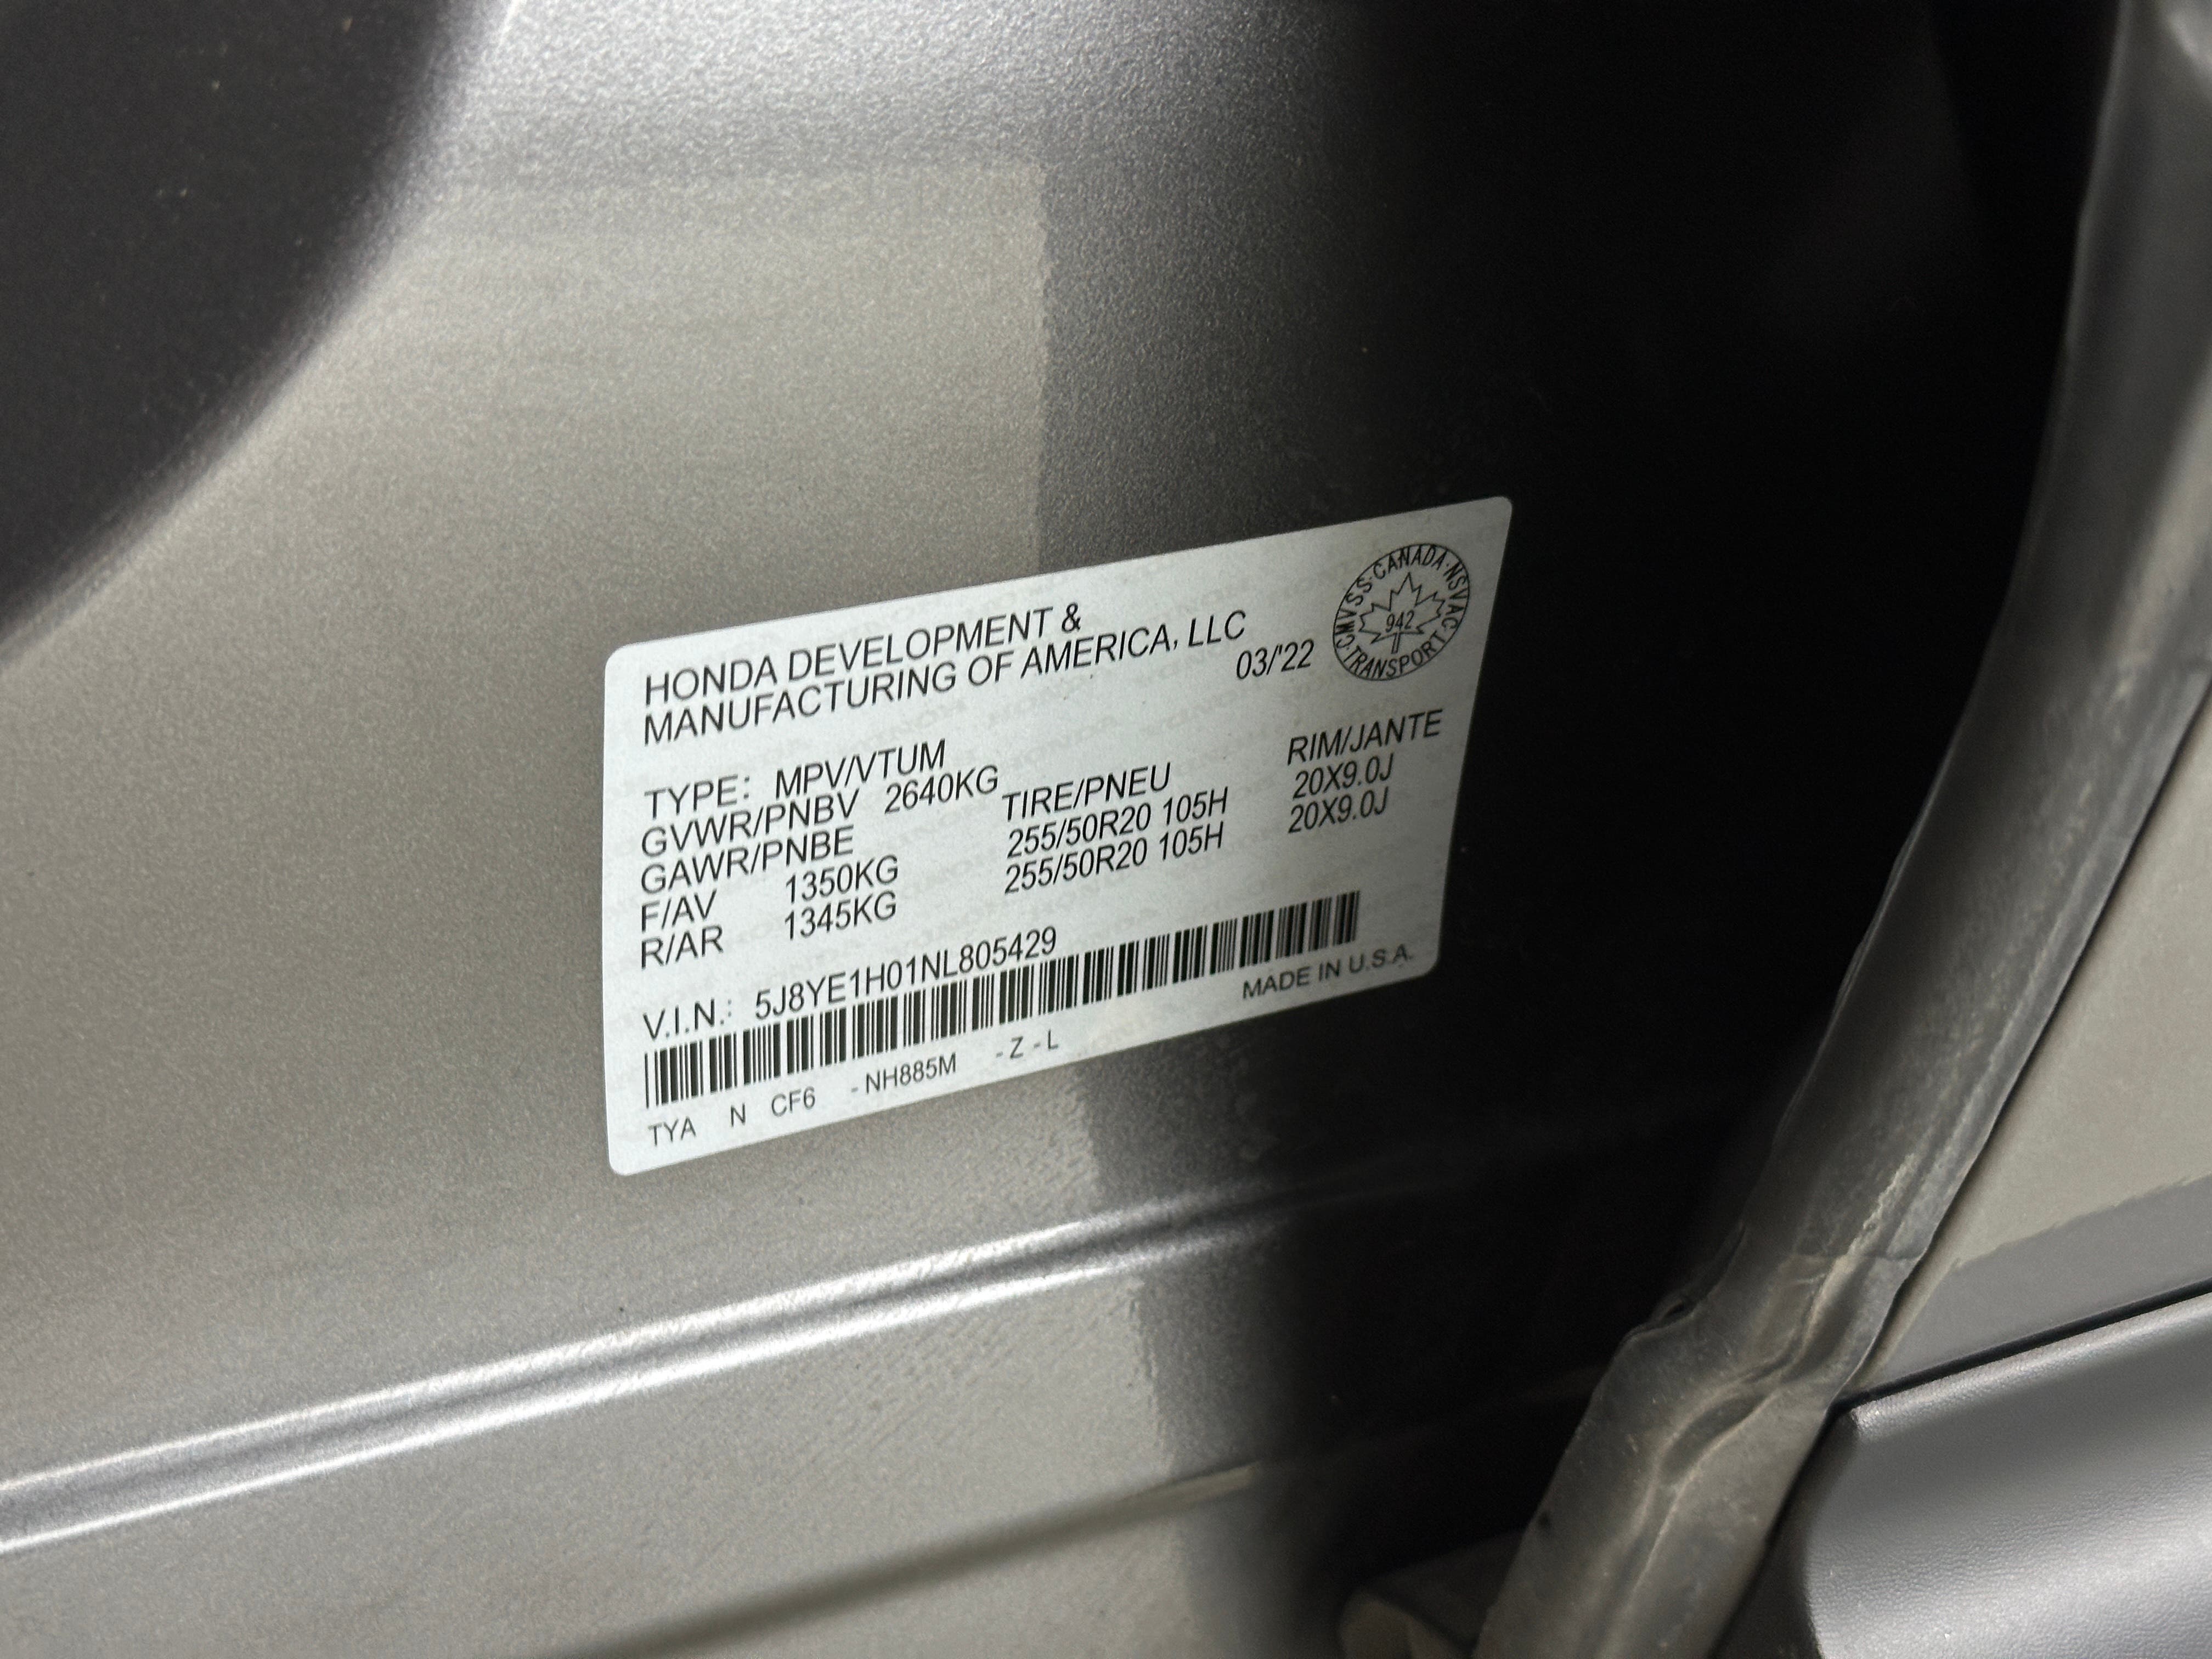 HONDA DEVELOPMENT &
MANUFACTURING OF AMERICA, LLC
03/'22
CMVSS·CANADA·NSVAC·TRANSPORT·
942
TYPE: MPV/VTUM
GVWR/PNBV 2640KG
GAWR/PNBE TIRE/PNEU RIM/JANTE
F/AV 1350KG 255/50R20 105H 20X9.0J
R/AR 1345KG 255/50R20 105H 20X9.0J
V.I.N.: 5J8YE1H01NL805429
MADE IN U.S.A.
TYA N CF6 -NH885M -Z-L